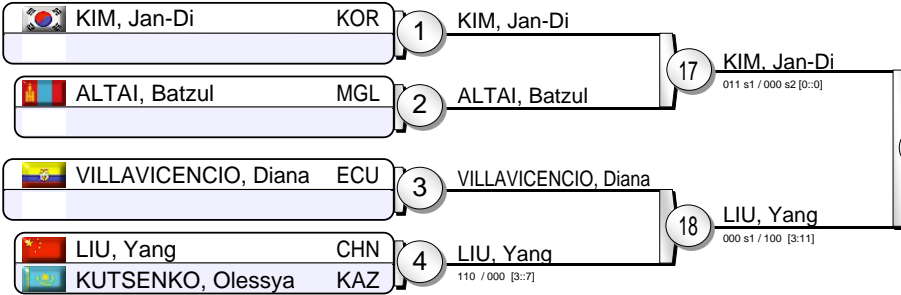 KIM, Jan-Di KOR
1
KIM, Jan-Di
17
KIM, Jan-Di
011 s1 / 000 s2 [0::0]
ALTAI, Batzul MGL
2
ALTAI, Batzul
VILLAVICENCIO, Diana ECU
3
VILLAVICENCIO, Diana
18
LIU, Yang
000 s1 / 100 [3:11]
LIU, Yang CHN
KUTSENKO, Olessya KAZ
4
LIU, Yang
110 / 000 [3::7]